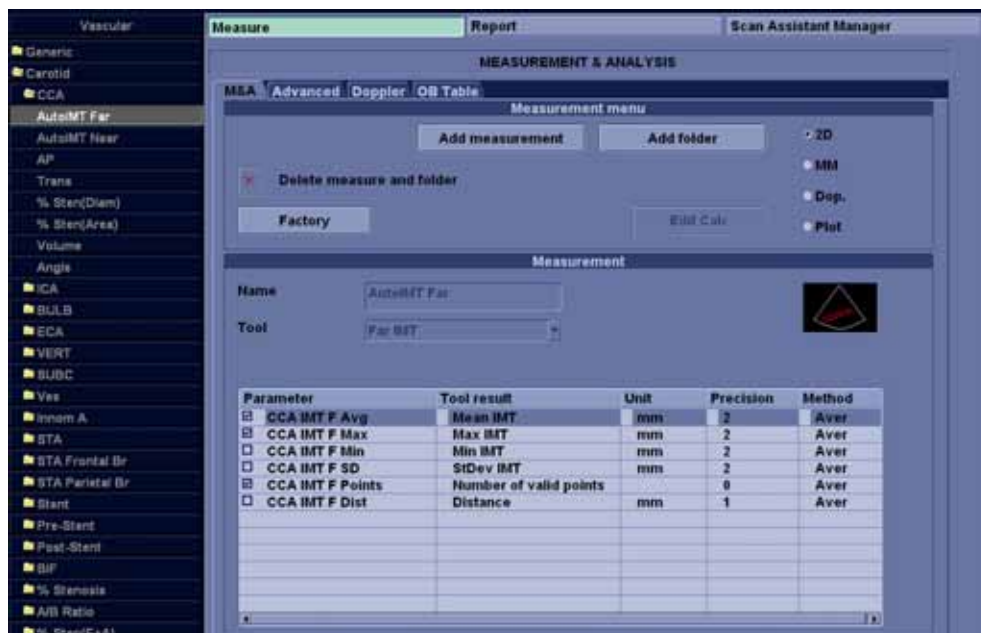 Vascular
Measure
Report
Scan Assistant Manager
Generic
Carotid
CCA
AutoIMT Far
AutoIMT Near
AP
Trans
% Sten(Diam)
% Sten(Area)
Volume
Angle
ICA
BULB
ECA
VERT
SUBC
Ves
Innom A
STA
STA Frontal Br
STA Parietal Br
Stent
Pre-Stent
Post-Stent
BIF
% Stenosis
A/B Ratio
MEASUREMENT & ANALYSIS
M&A Advanced Doppler OB Table
Measurement menu
Add measurement Add folder 2D
MM
Delete measure and folder
Dop.
Factory Edit Calc Plot
Measurement
Name AutoIMT Far
Tool Far IMT
Parameter Tool result Unit Precision Method
CCA IMT F Avg Mean IMT mm 2 Aver
CCA IMT F Max Max IMT mm 2 Aver
CCA IMT F Min Min IMT mm 2 Aver
CCA IMT F SD StDev IMT mm 2 Aver
CCA IMT F Points Number of valid points 0 Aver
CCA IMT F Dist Distance mm 1 Aver